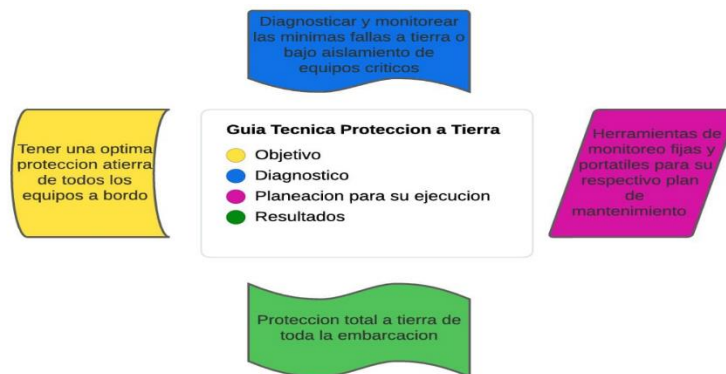 Diagnosticar y monitorear
las minimas fallas a tierra o
bajo aislamiento de
equipos criticos
Tener una optima
proteccion atierra
de todos los
equipos a bordo
Guia Tecnica Proteccion a Tierra
Objetivo
Diagnostico
Planeacion para su ejecucion
Resultados
Herramientas de
monitoreo fijas y
portatiles para su
respectivo plan
de
mantenimiento
Proteccion total a tierra de
toda la embarcacion